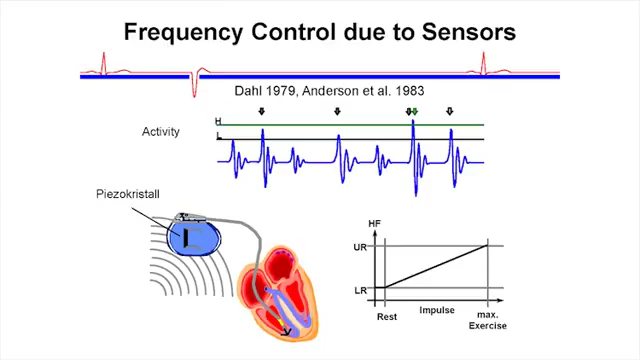 Frequency Control due to Sensors
Dahl 1979, Anderson et al. 1983
H
Activity
L
Piezokristall
HF
UR
LR
Rest
Impulse
max.
Exercise